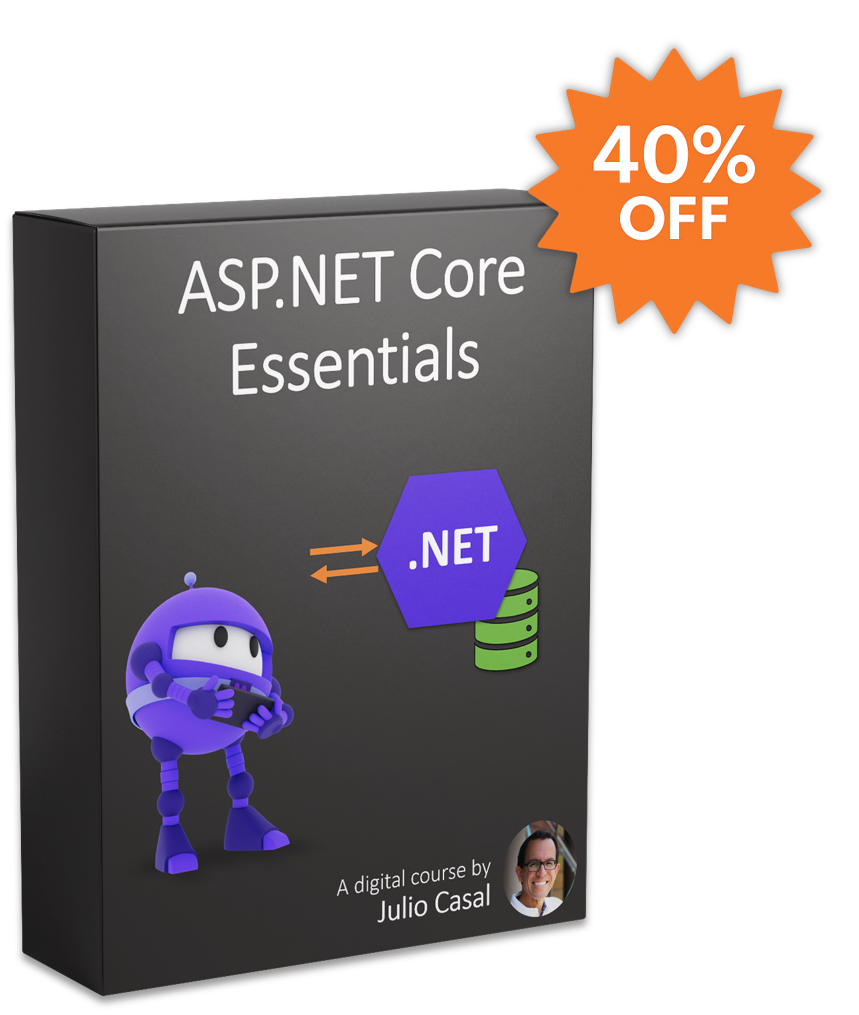 40%
OFF
ASP.NET Core
Essentials
.NET
A digital course by
Julio Casal